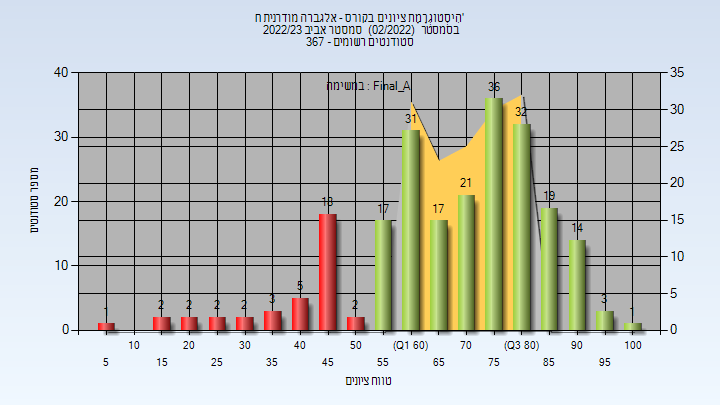 הִיסְטוֹגְרָמַת ציונים בקורס - אלגברה מודרנית ח'
בסמסטר (02/2022) סמסטר אביב 2022/23
סטודנטים רשומים - 367
במשימה : Final_A
מספר סטודנטים
40
30
20
10
0
35
30
25
20
15
10
5
0
1 2 2 2 2 3 5 18 2 17 31 17 21 36 32 19 14 3 1
10 20 30 40 50 (Q1 60) 70 (Q3 80) 90 100
5 15 25 35 45 55 65 75 85 95
טווח ציונים